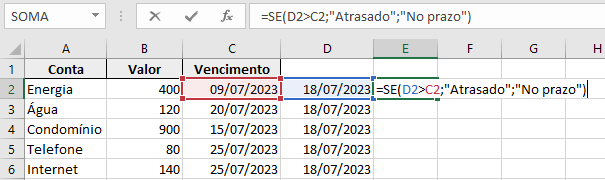 SOMA =SE(D2>C2;"Atrasado";"No prazo")
A B C D E F G H
1 Conta Valor Vencimento
2 Energia 400 09/07/2023 18/07/2023 =SE(D2>C2;"Atrasado";"No prazo")
3 Água 120 20/07/2023 18/07/2023
4 Condomínio 900 15/07/2023 18/07/2023
5 Telefone 80 25/07/2023 18/07/2023
6 Internet 140 25/07/2023 18/07/2023